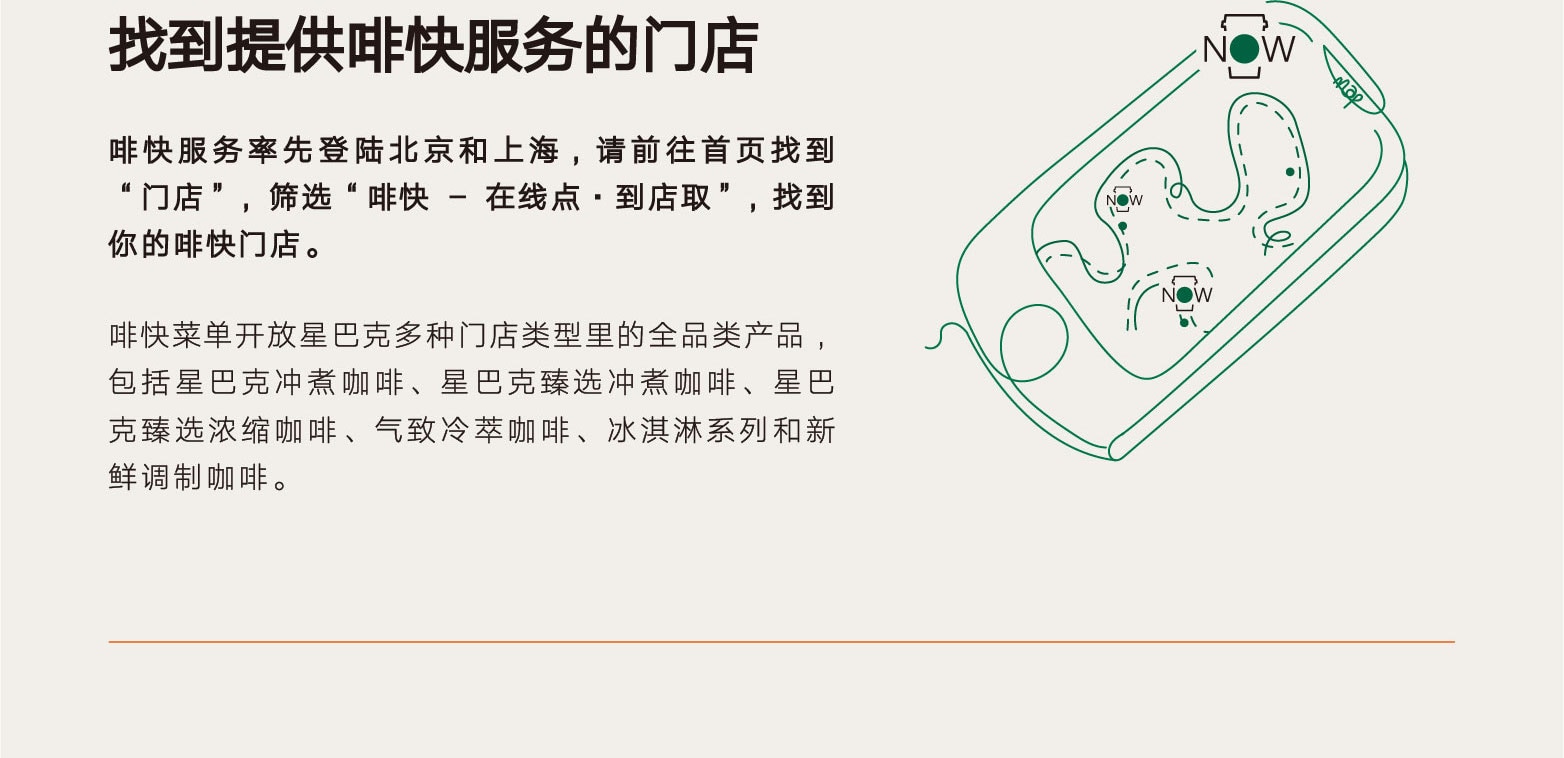 找到提供啡快服务的门店
啡快服务率先登陆北京和上海，请前往首页找到
“门店”，筛选“啡快 – 在线点·到店取”，找到
你的啡快门店。
啡快菜单开放星巴克多种门店类型里的全品类产品，
包括星巴克冲煮咖啡、星巴克臻选冲煮咖啡、星巴
克臻选浓缩咖啡、气致冷萃咖啡、冰淇淋系列和新
鲜调制咖啡。
NOW
NOW
NOW